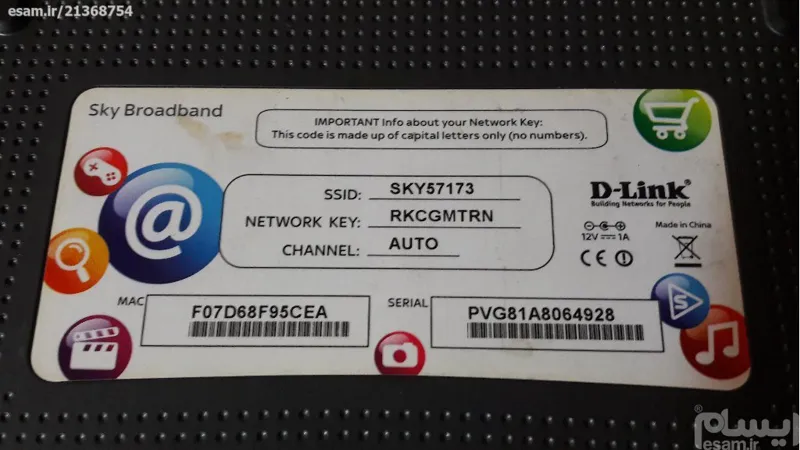 esam.ir/21368754
Sky Broadband
IMPORTANT Info about your Network Key:
This code is made up of capital letters only (no numbers).
SSID: SKY57173
NETWORK KEY: RKCGMTRN
CHANNEL: AUTO
D-Link
Building Networks for People
12V 1A
Made in China
CE
MAC F07D68F95CEA
SERIAL PVG81A8064928
ایسام
esam.ir